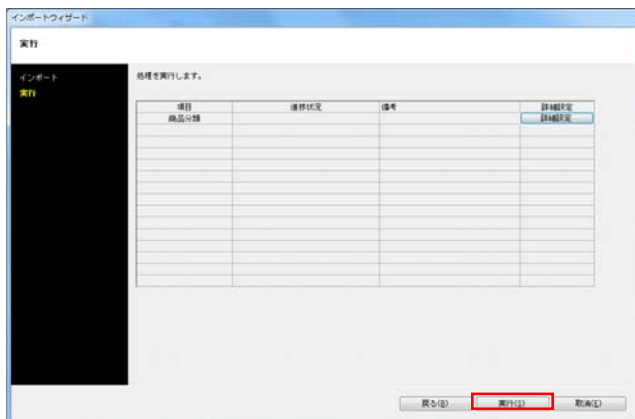 インポートウィザード
実行
インポート
実行
処理を実行します。
項目 進捗状況 備考 詳細設定
商品分類 詳細設定
戻る(B) 実行(S) 取消(E)